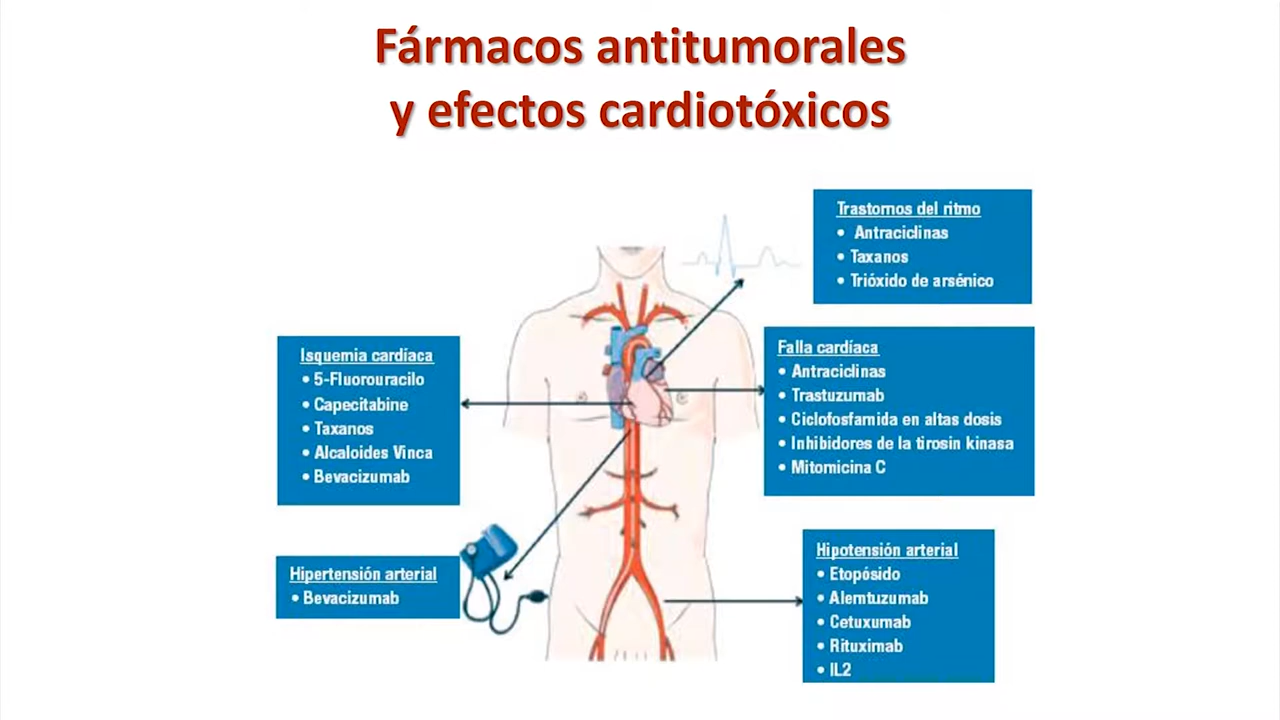 Fármacos antitumorales
y efectos cardiotóxicos
Trastornos del ritmo
• Antraciclinas
• Taxanos
• Trióxido de arsénico
Isquemia cardíaca
• 5-Fluorouracilo
• Capecitabine
• Taxanos
• Alcaloides Vinca
• Bevacizumab
Falla cardíaca
• Antraciclinas
• Trastuzumab
• Ciclofosfamida en altas dosis
• Inhibidores de la tirosin kinasa
• Mitomicina C
Hipertensión arterial
• Bevacizumab
Hipotensión arterial
• Etopósido
• Alemtuzumab
• Cetuxumab
• Rituximab
• IL2